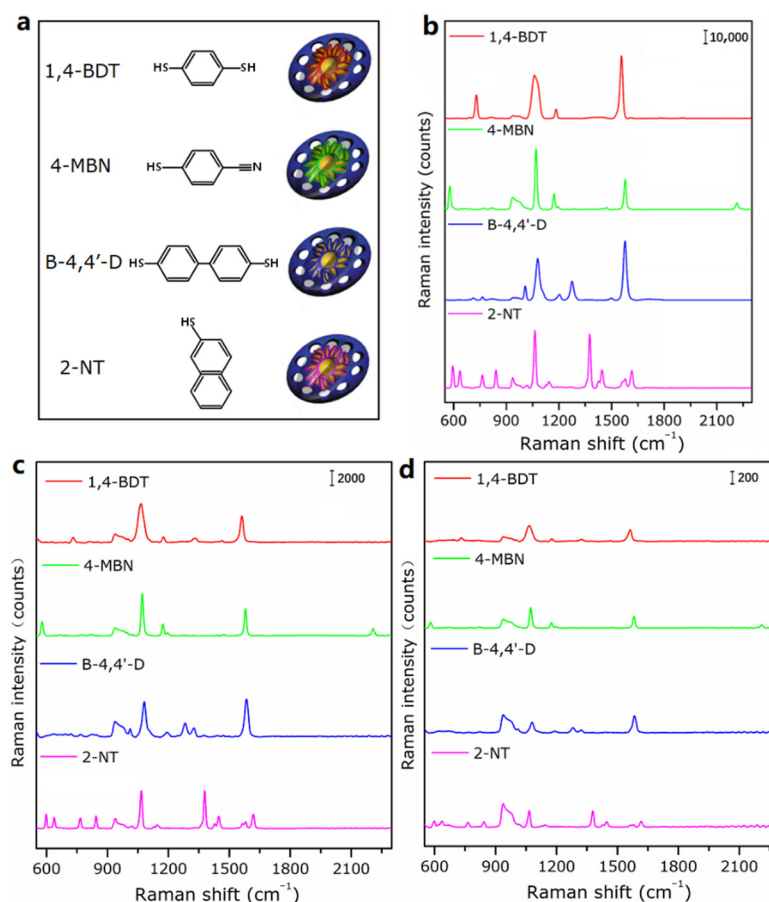 a
1,4-BDT
HS
SH
4-MBN
HS
N
B-4,4'-D
HS
SH
2-NT
HS
b
10,000
1,4-BDT
4-MBN
B-4,4'-D
2-NT
Raman intensity (counts)
600 900 1200 1500 1800 2100
Raman shift (cm⁻¹)
c
2000
1,4-BDT
4-MBN
B-4,4'-D
2-NT
Raman intensity (counts)
600 900 1200 1500 1800 2100
Raman shift (cm⁻¹)
d
200
1,4-BDT
4-MBN
B-4,4'-D
2-NT
Raman intensity (counts)
600 900 1200 1500 1800 2100
Raman shift (cm⁻¹)